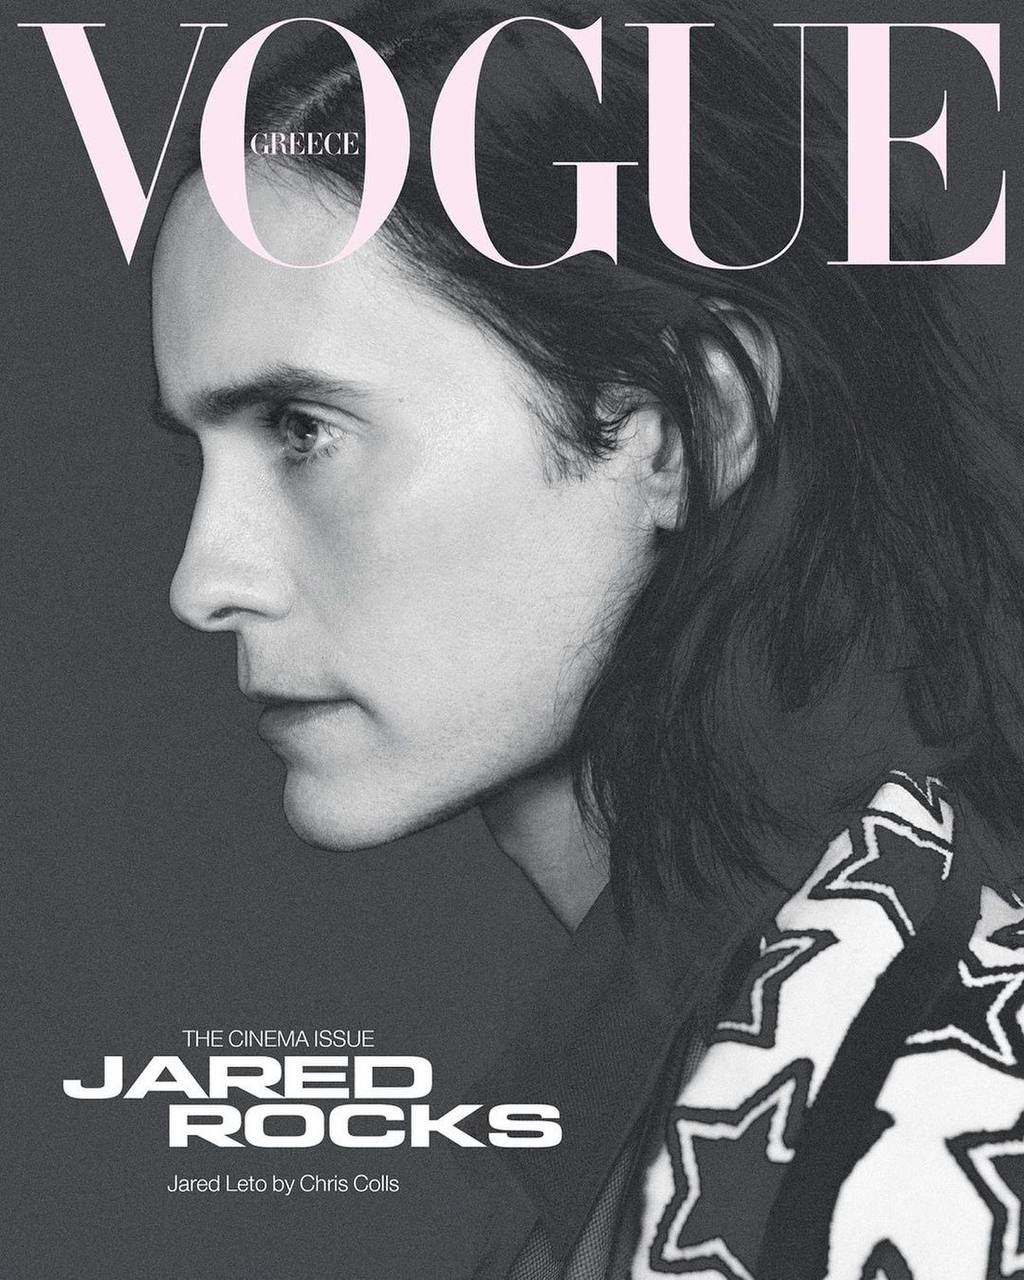 VOGUE
GREECE
THE CINEMA ISSUE
JARED
ROCKS
Jared Leto by Chris Colls